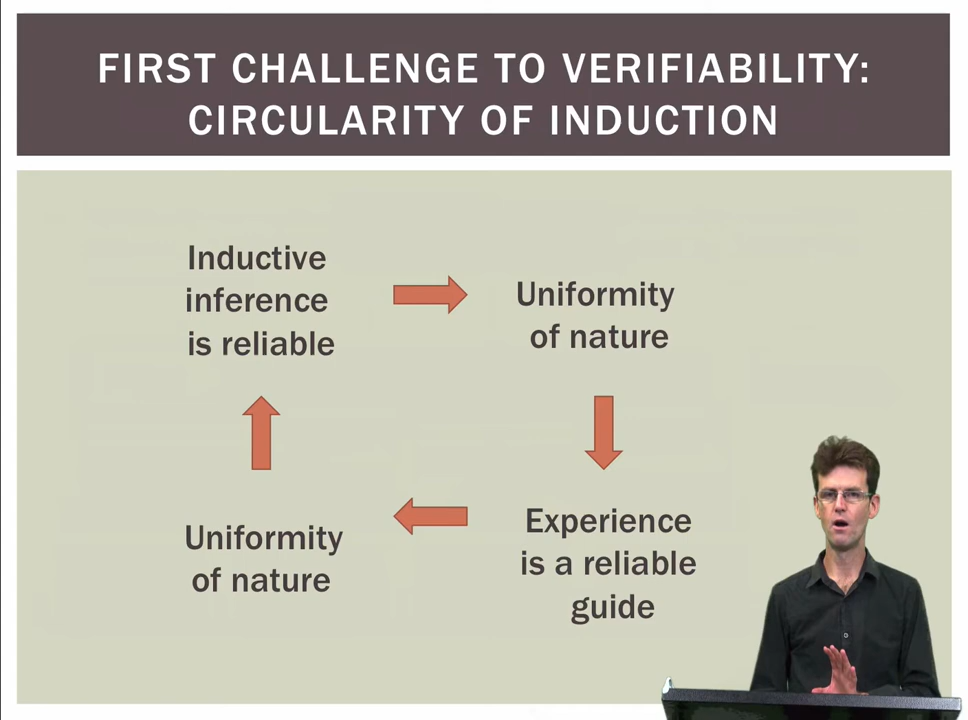 FIRST CHALLENGE TO VERIFIABILITY:
CIRCULARITY OF INDUCTION
Inductive
inference
is reliable
Uniformity
of nature
Uniformity
of nature
Experience
is a reliable
guide